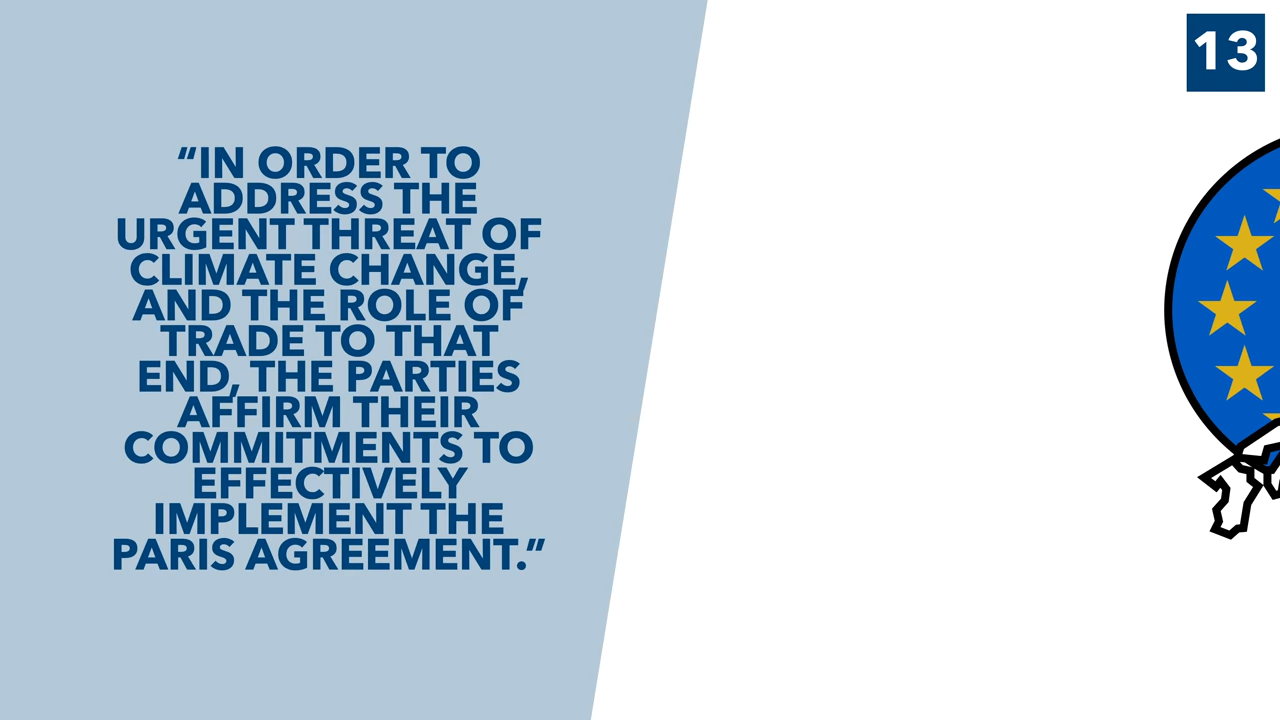 “IN ORDER TO
ADDRESS THE
URGENT THREAT OF
CLIMATE CHANGE,
AND THE ROLE OF
TRADE TO THAT
END, THE PARTIES
AFFIRM THEIR
COMMITMENTS TO
EFFECTIVELY
IMPLEMENT THE
PARIS AGREEMENT.”
13